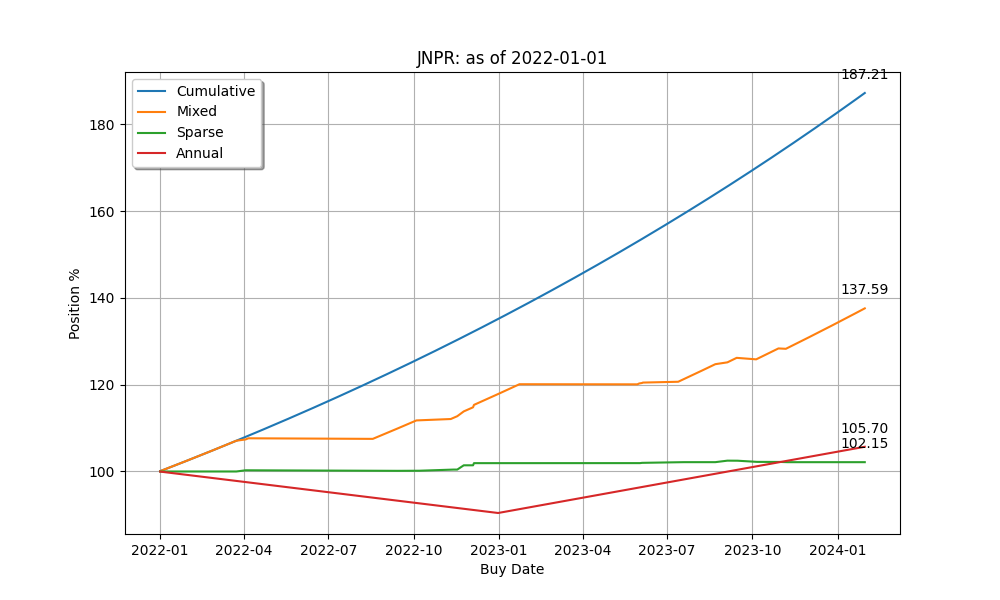 JNPR: as of 2022-01-01
187.21
Cumulative
Mixed
Sparse
Annual
180
160
140
120
100
137.59
105.70
102.15
Position %
2022-01 2022-04 2022-07 2022-10 2023-01 2023-04 2023-07 2023-10 2024-01
Buy Date